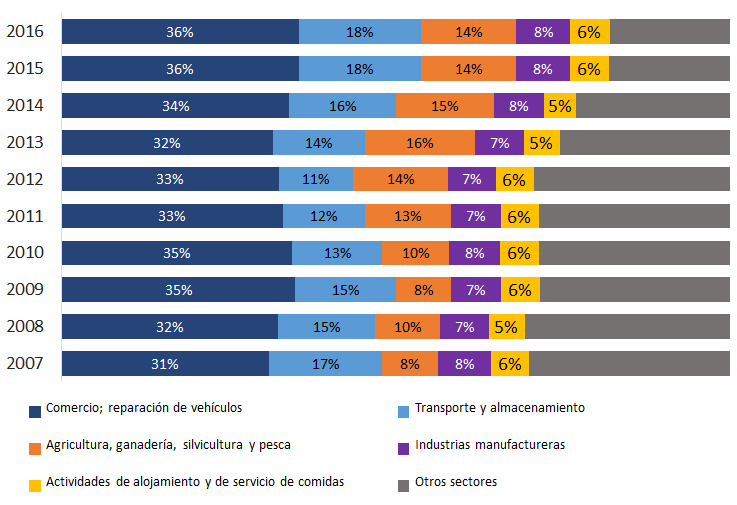 2016 36% 18% 14% 8% 6%
2015 36% 18% 14% 8% 6%
2014 34% 16% 15% 8% 5%
2013 32% 14% 16% 7% 5%
2012 33% 11% 14% 7% 6%
2011 33% 12% 13% 7% 6%
2010 35% 13% 10% 8% 6%
2009 35% 15% 8% 7% 6%
2008 32% 15% 10% 7% 5%
2007 31% 17% 8% 8% 6%
Comercio; reparación de vehículos Transporte y almacenamiento
Agricultura, ganadería, silvicultura y pesca Industrias manufactureras
Actividades de alojamiento y de servicio de comidas Otros sectores